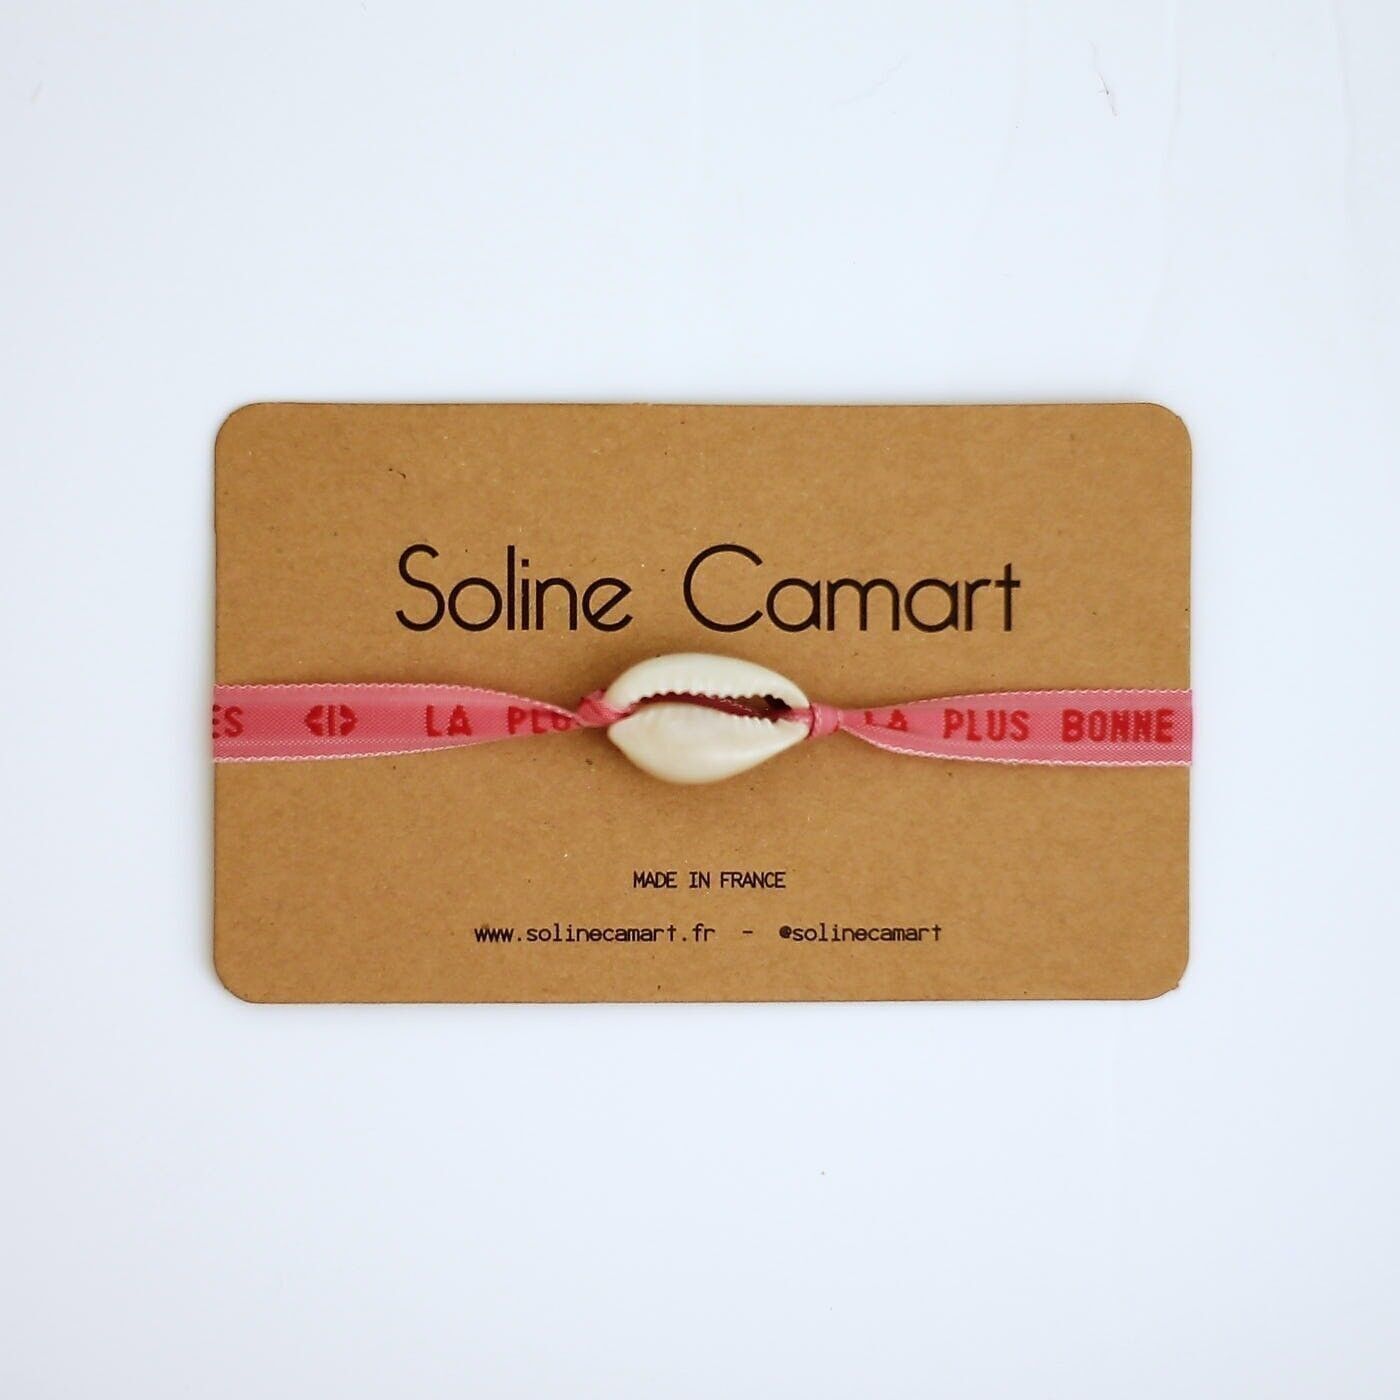 Soline Camart
ES <I> LA PLU LA PLUS BONNE
MADE IN FRANCE
www.solinecamart.fr - @solinecamart